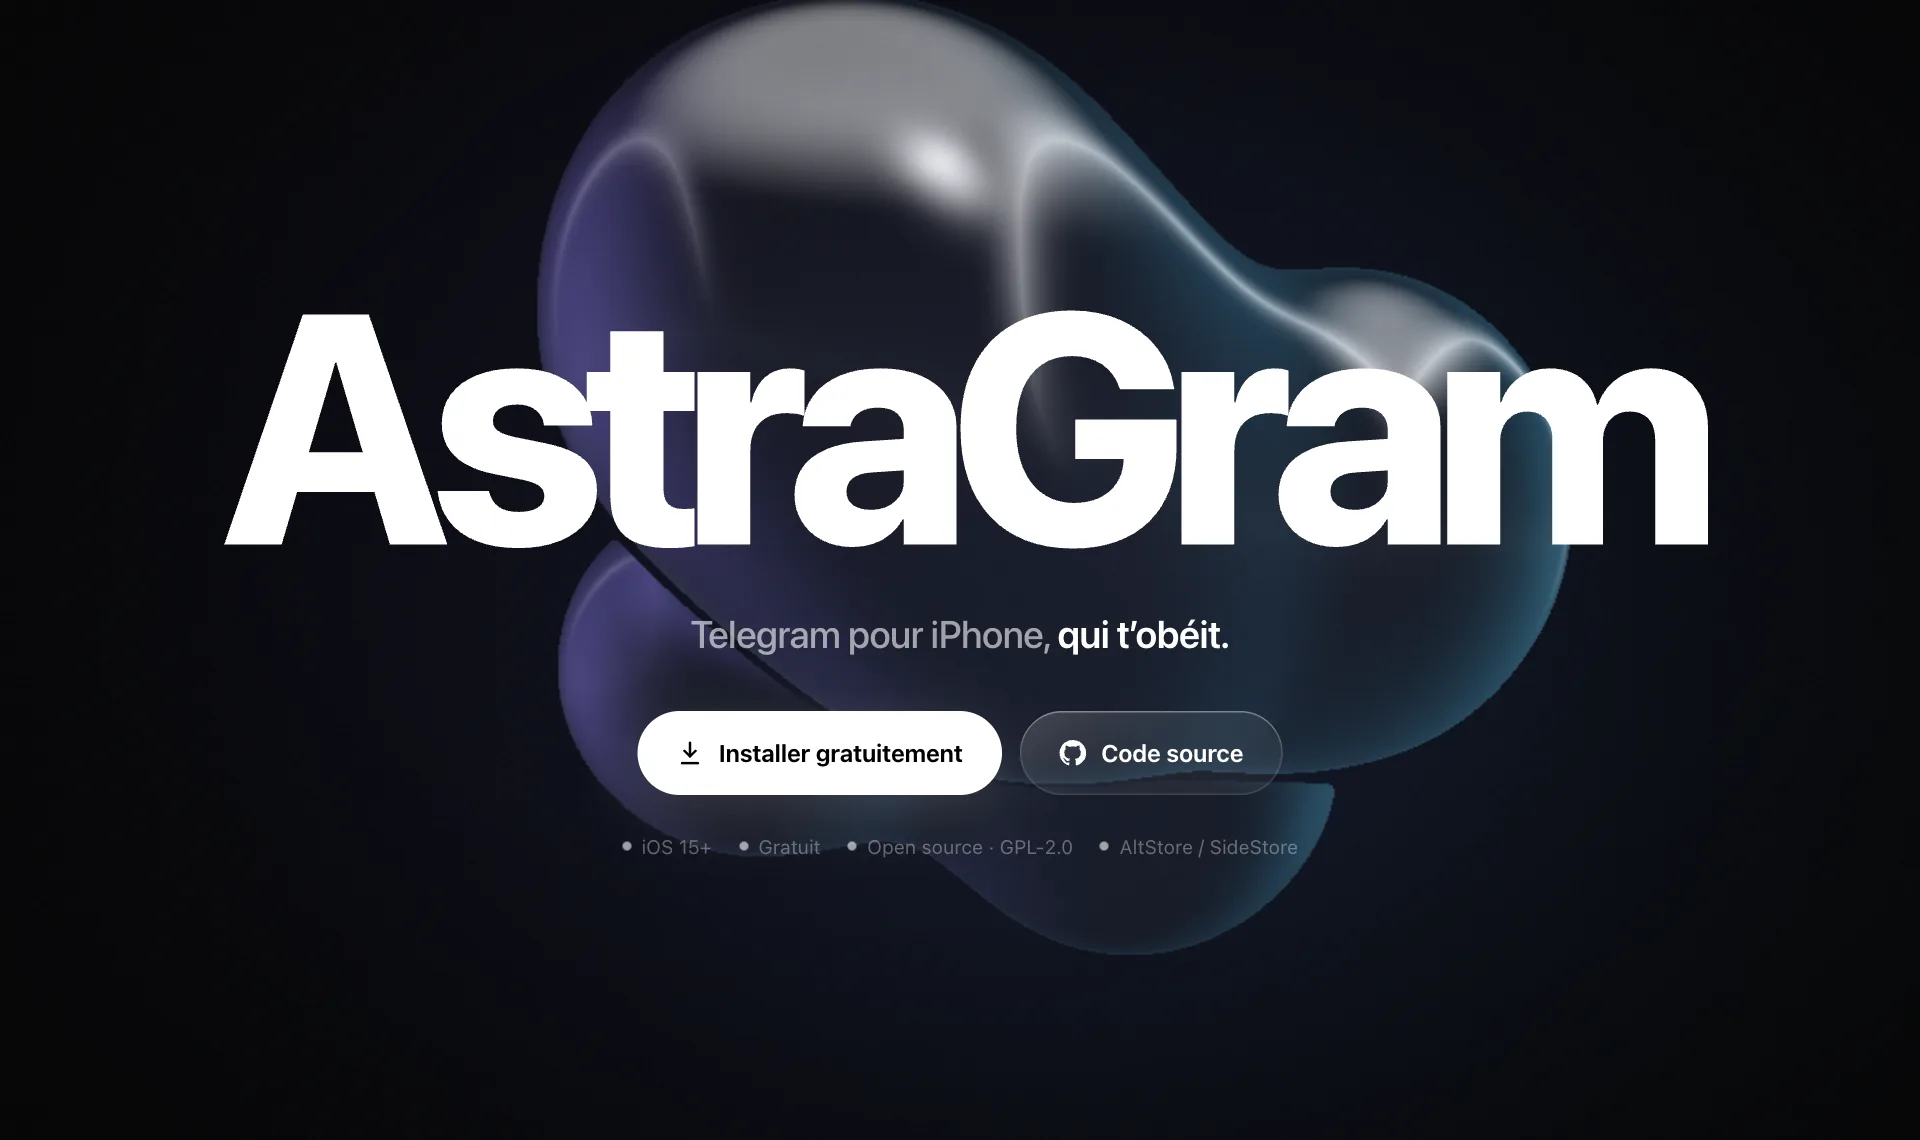 AstraGram
Telegram pour iPhone, qui t’obéit.
Installer gratuitement
Code source
iOS 15+ • Gratuit • Open source · GPL-2.0 • AltStore / SideStore